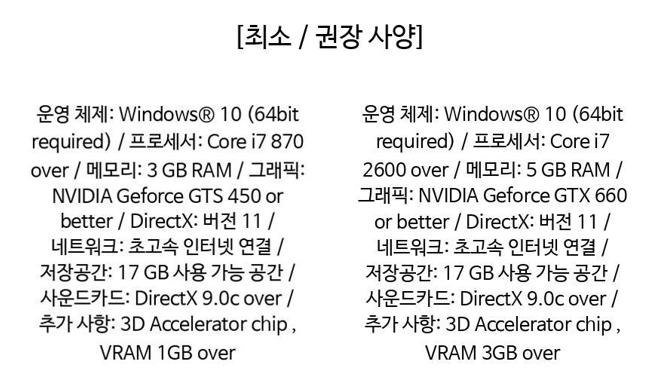 [최소 / 권장 사양]
운영 체제: Windows® 10 (64bit
required) / 프로세서: Core i7 870
over / 메모리: 3 GB RAM / 그래픽:
NVIDIA Geforce GTS 450 or
better / DirectX: 버전 11 /
네트워크: 초고속 인터넷 연결 /
저장공간: 17 GB 사용 가능 공간 /
사운드카드: DirectX 9.0c over /
추가 사항: 3D Accelerator chip ,
VRAM 1GB over
운영 체제: Windows® 10 (64bit
required) / 프로세서: Core i7
2600 over / 메모리: 5 GB RAM /
그래픽: NVIDIA Geforce GTX 660
or better / DirectX: 버전 11 /
네트워크: 초고속 인터넷 연결 /
저장공간: 17 GB 사용 가능 공간 /
사운드카드: DirectX 9.0c over /
추가 사항: 3D Accelerator chip ,
VRAM 3GB over